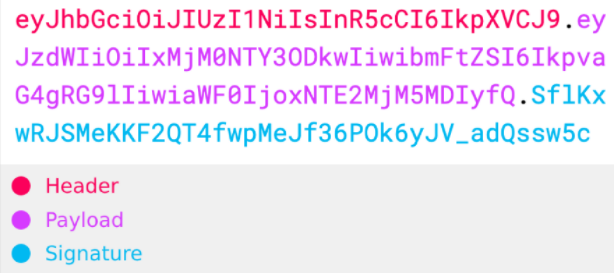 eyJhbGciOiJIUzI1NiIsInR5cCI6IkpXVCJ9.ey
JzdWIiOiIxMjM0NTY3ODkwIiwibmFtZSI6Ikpva
G4gRG9lIiwiaWF0IjoxNTE2MjM5MDIyfQ.SflKx
wRJSMeKKF2QT4fwpMeJf36POk6yJV_adQssw5c
Header
Payload
Signature